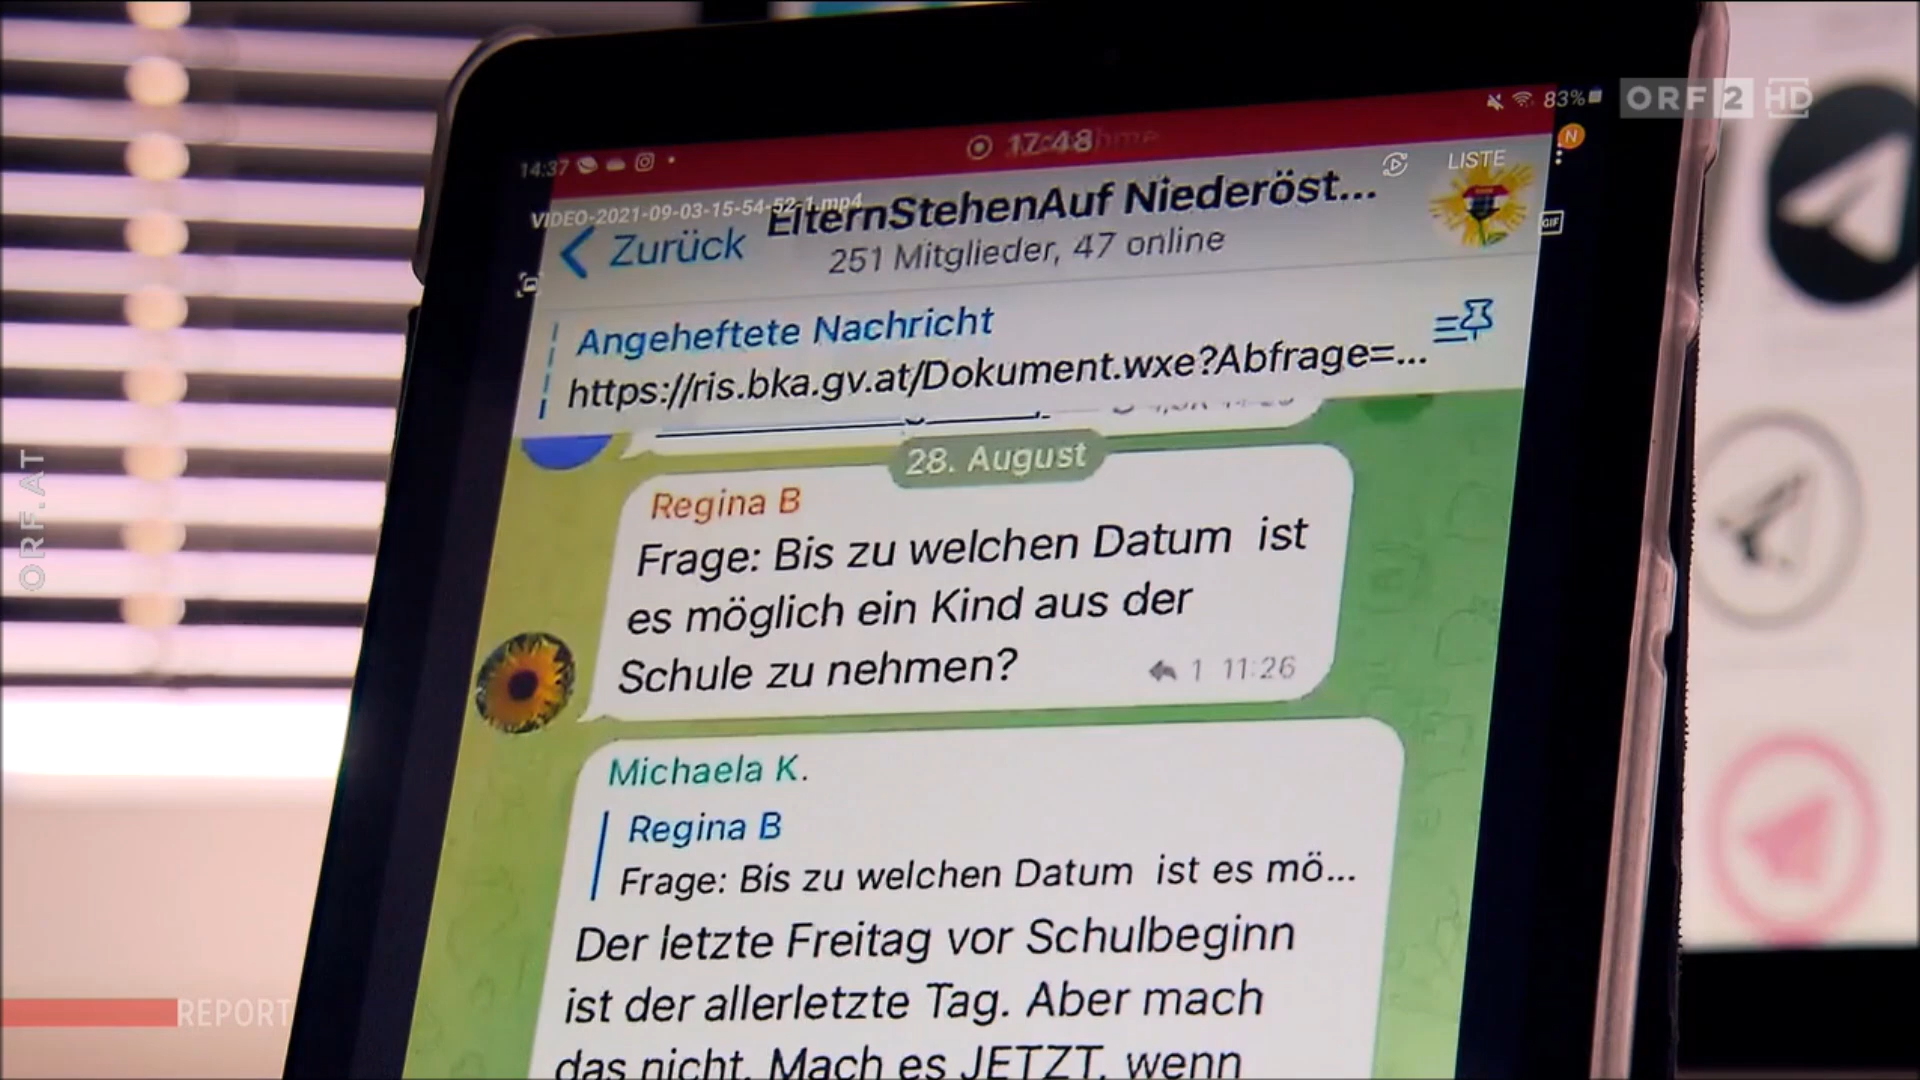 ORF 2 HD
83%
17:48
14:37
LISTE
N
VIDEO-2021-09-03-15-54-52-1.mp4
ElternStehenAuf Niederöst...
GIF
Zurück
251 Mitglieder, 47 online
Angeheftete Nachricht
https://ris.bka.gv.at/Dokument.wxe?Abfrage=...
28. August
Regina B
Frage: Bis zu welchen Datum ist
es möglich ein Kind aus der
Schule zu nehmen?
1 11:26
Michaela K.
Regina B
Frage: Bis zu welchen Datum ist es mö...
Der letzte Freitag vor Schulbeginn
ist der allerletzte Tag. Aber mach
das nicht. Mach es JETZT, wenn
ORF.AT
REPORT